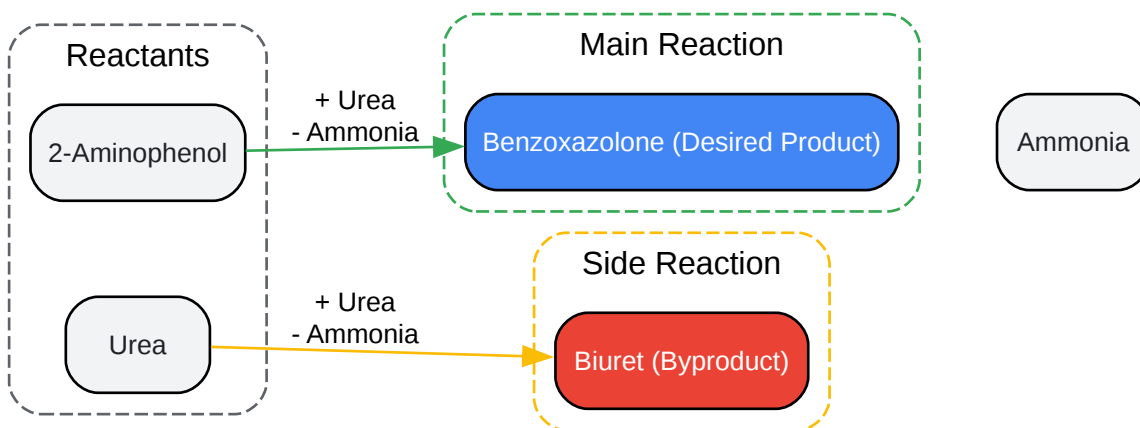 Reactants
Main Reaction
2-Aminophenol
+ Urea
- Ammonia
Benzoxazolone (Desired Product)
Ammonia
Side Reaction
Urea
+ Urea
- Ammonia
Biuret (Byproduct)